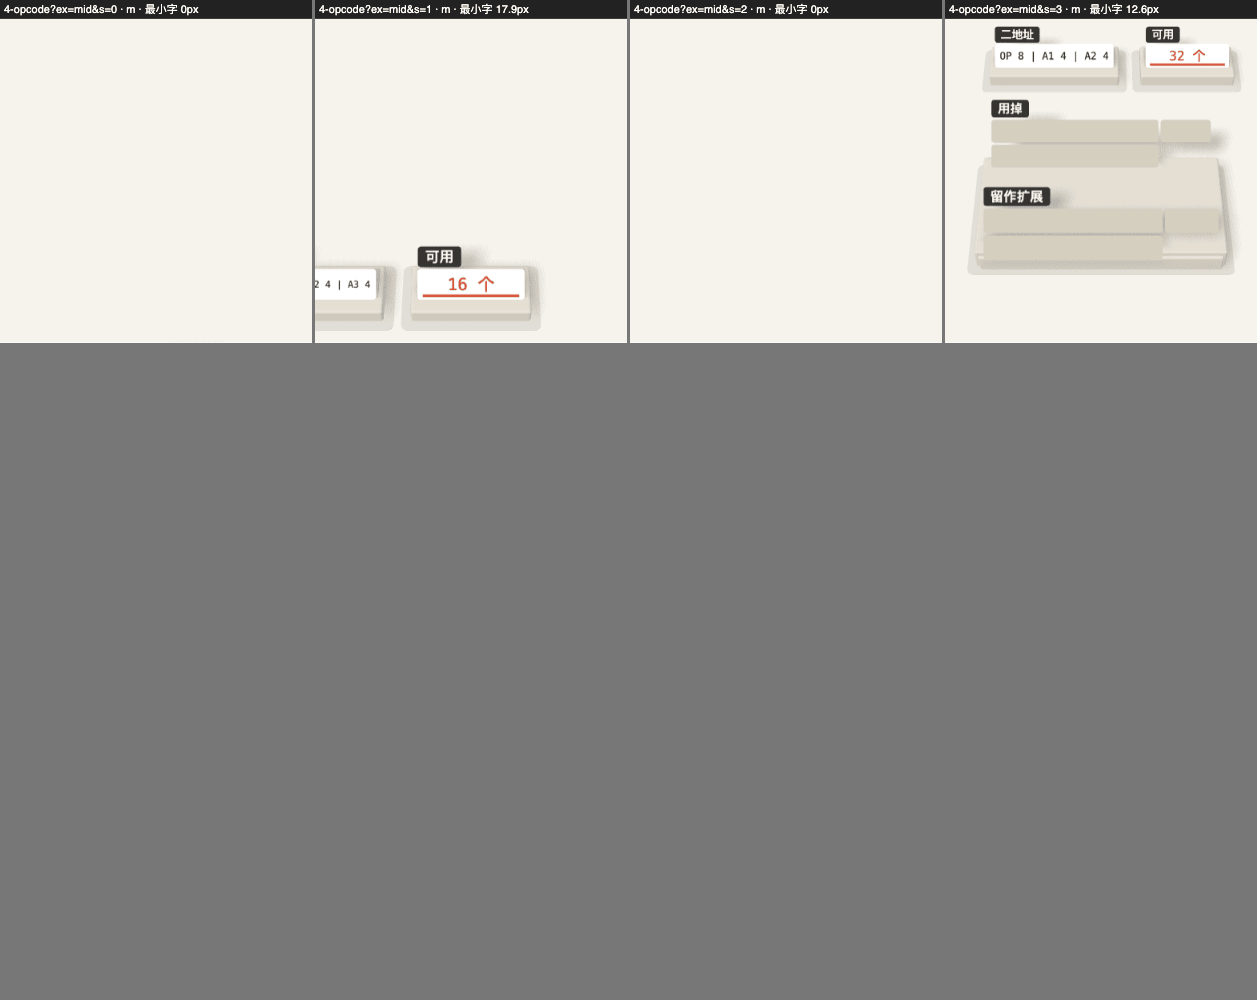 4-opcode?ex=mid&s=0 · m · 最小字 0px
4-opcode?ex=mid&s=1 · m · 最小字 17.9px
4-opcode?ex=mid&s=2 · m · 最小字 0px
4-opcode?ex=mid&s=3 · m · 最小字 12.6px
可用
2 4 | A3 4
16 个
二地址
可用
OP 8 | A1 4 | A2 4
32 个
用掉
留作扩展